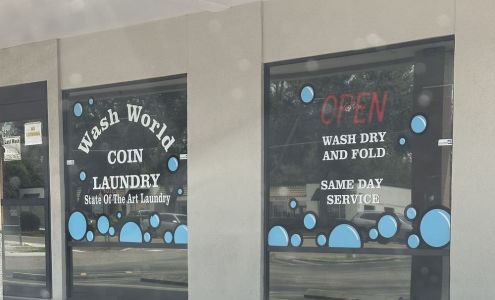 Wash World
COIN
LAUNDRY
State Of The Art Laundry
OPEN
WASH DRY
AND FOLD
SAME DAY
SERVICE